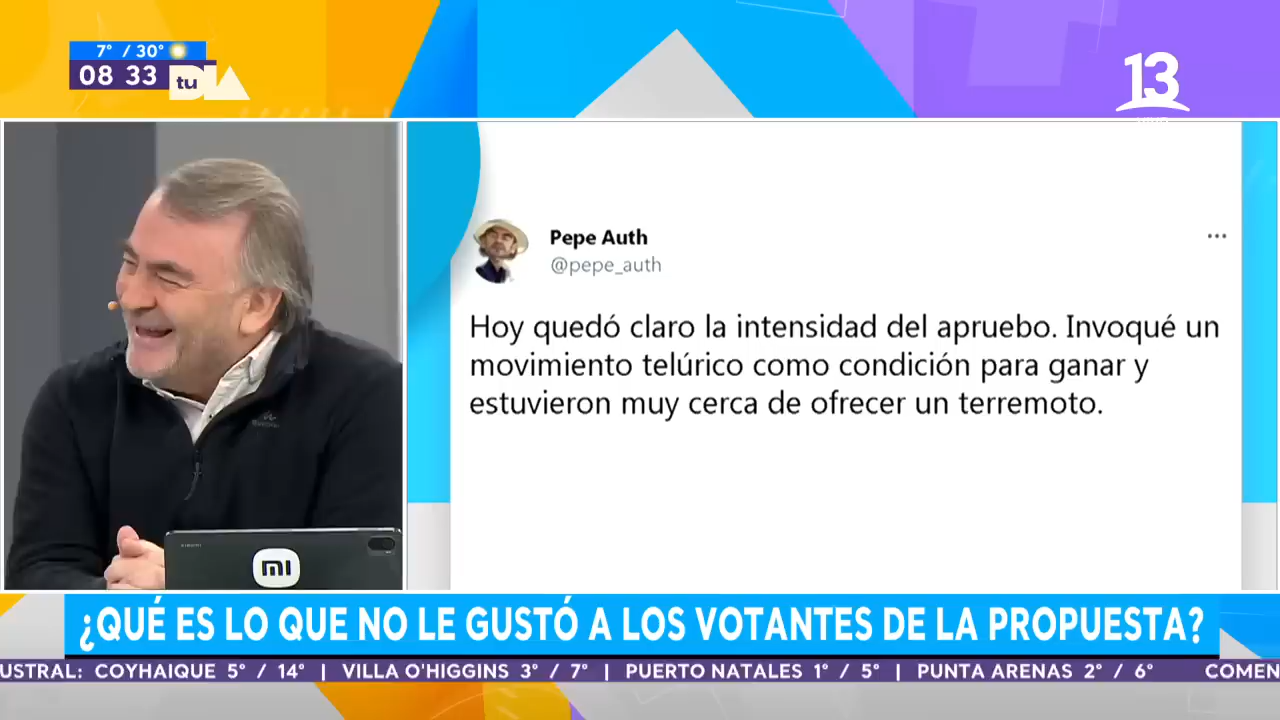 7° / 30°
08 33 tu DÍA
13
Pepe Auth
@pepe_auth
Hoy quedó claro la intensidad del apruebo. Invoqué un
movimiento telúrico como condición para ganar y
estuvieron muy cerca de ofrecer un terremoto.
XIAOMI
mi
¿QUÉ ES LO QUE NO LE GUSTÓ A LOS VOTANTES DE LA PROPUESTA?
USTRAL: COYHAIQUE 5° / 14° | VILLA O'HIGGINS 3° / 7° | PUERTO NATALES 1° / 5° | PUNTA ARENAS 2° / 6° COMEN